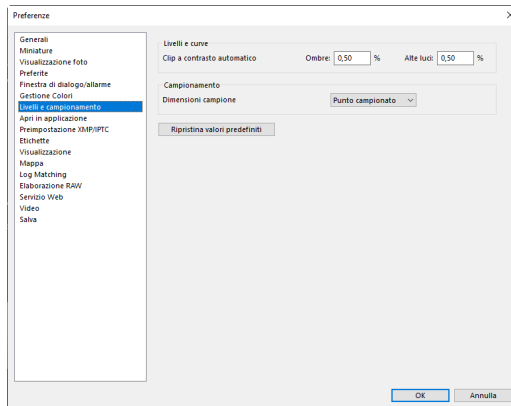 Preferenze
Generali
Miniature
Visualizzazione foto
Preferite
Finestra di dialogo/allarme
Gestione Colori
Livelli e campionamento
Apri in applicazione
Preimpostazione XMP/IPTC
Etichette
Visualizzazione
Mappa
Log Matching
Elaborazione RAW
Servizio Web
Video
Salva
Livelli e curve
Clip a contrasto automatico Ombre: 0,50 % Alte luci: 0,50 %
Campionamento
Dimensioni campione Punto campionato
Ripristina valori predefiniti
OK Annulla